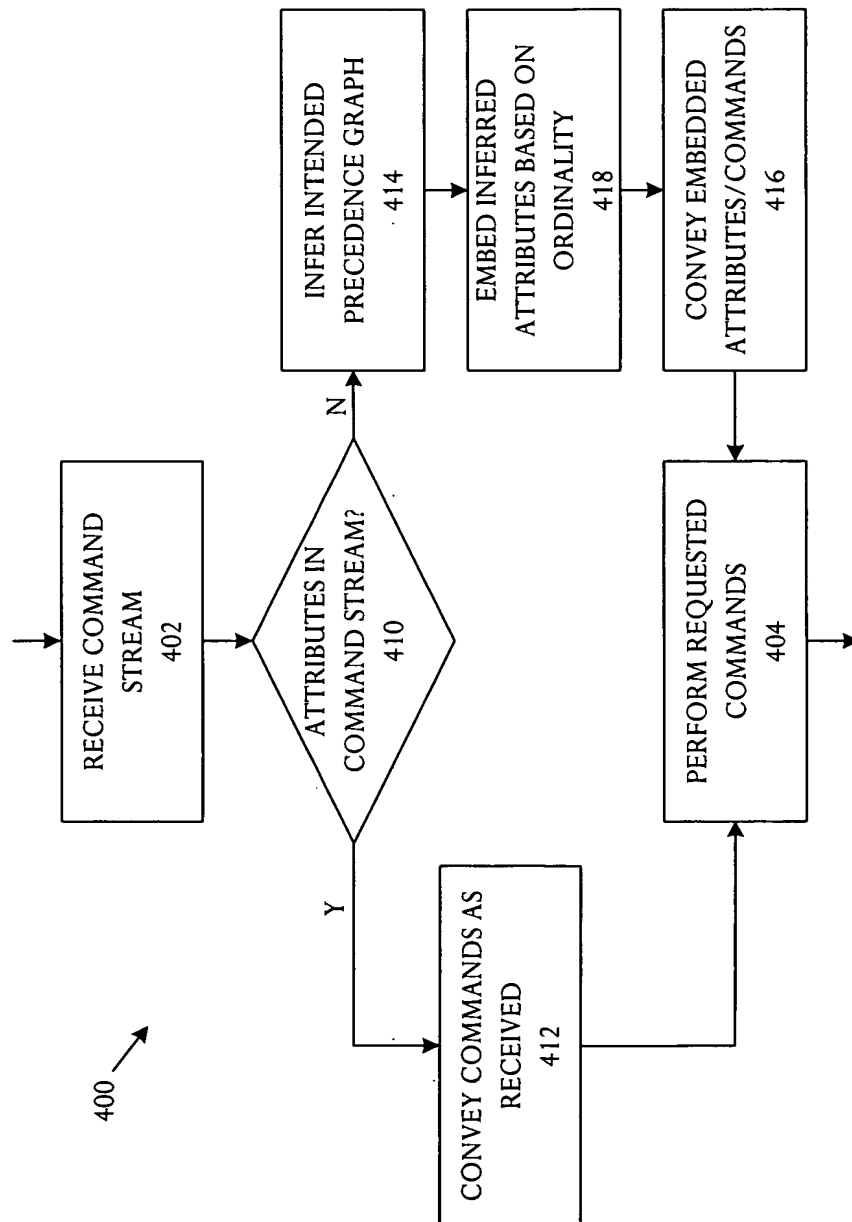 400
RECEIVE COMMAND
STREAM
402
ATTRIBUTES IN
COMMAND STREAM?
410
Y
N
CONVEY COMMANDS AS
RECEIVED
412
INFER INTENDED
PRECEDENCE GRAPH
414
EMBED INFERRED
ATTRIBUTES BASED ON
ORDINALITY
418
CONVEY EMBEDDED
ATTRIBUTES/COMMANDS
416
PERFORM REQUESTED
COMMANDS
404